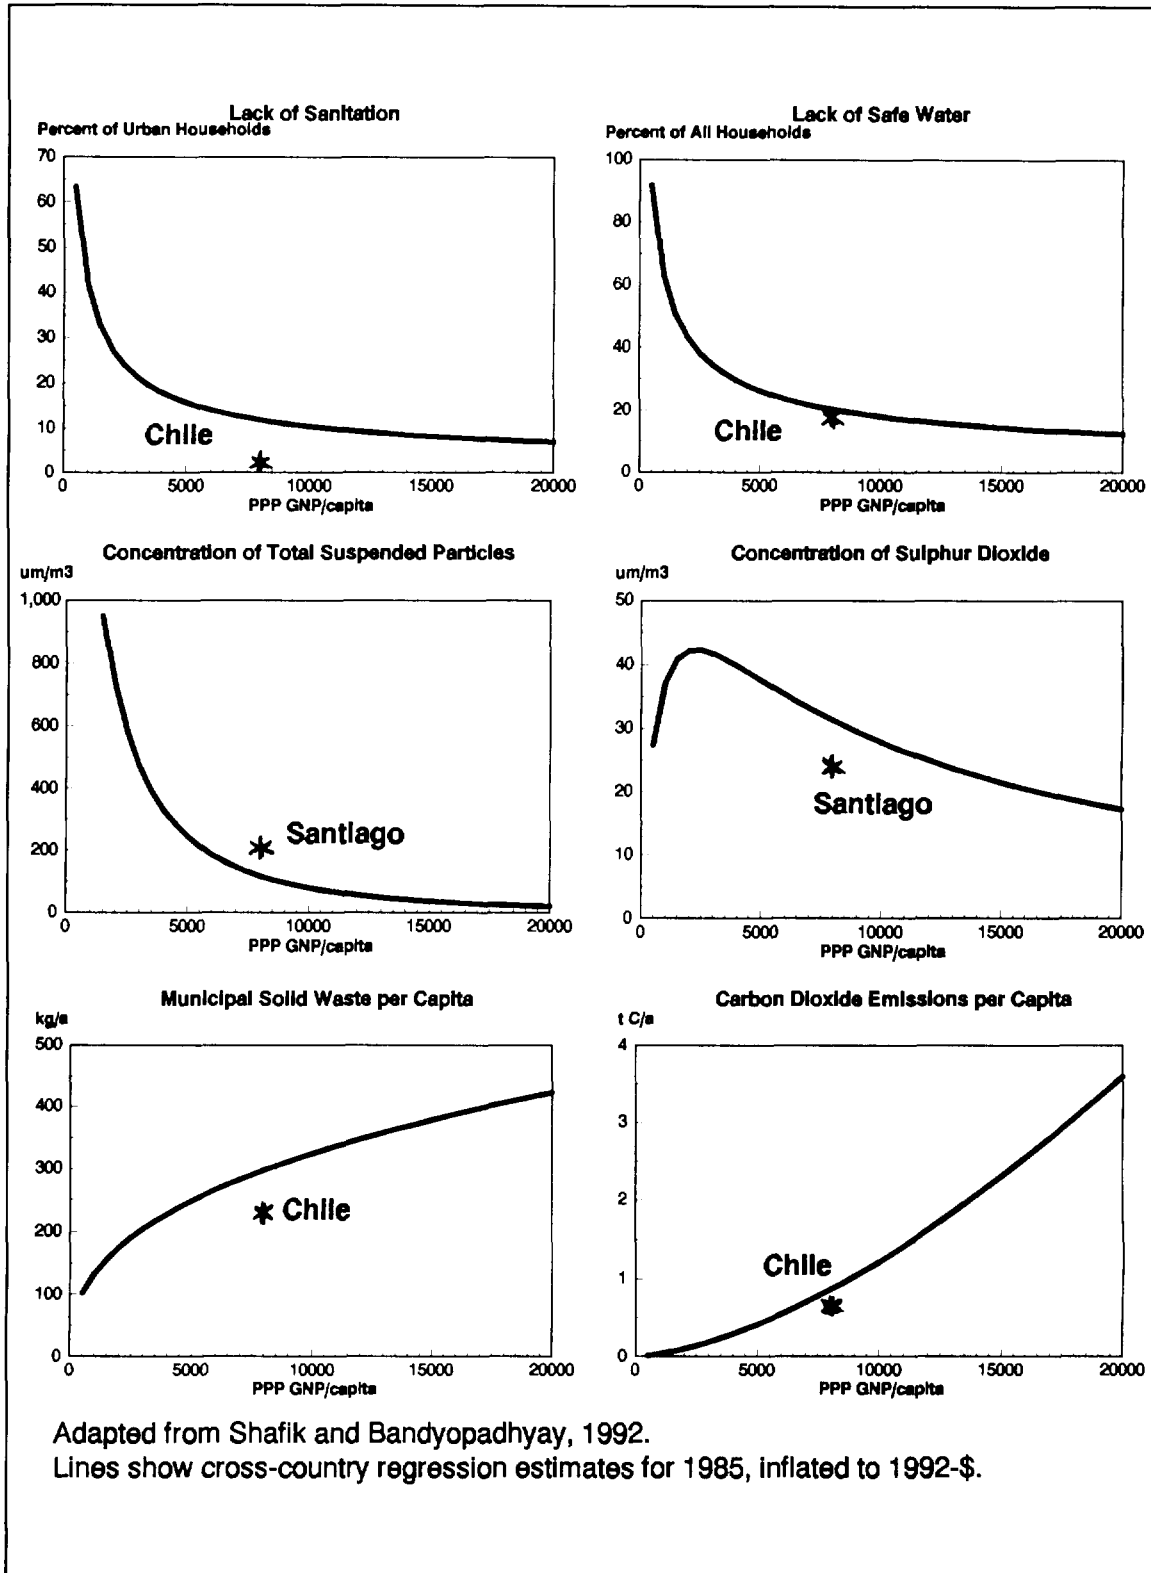 Lack of Sanitation
Percent of Urban Households
70
60
50
40
30
20
10
0
Chile
0 5000 10000 15000 20000
PPP GNP/capita
Lack of Safe Water
Percent of All Households
100
80
60
40
20
0
Chile
0 5000 10000 15000 20000
PPP GNP/capita
Concentration of Total Suspended Particles
um/m3
1,000
800
600
400
200
0
Santiago
0 5000 10000 15000 20000
PPP GNP/capita
Concentration of Sulphur Dioxide
um/m3
50
40
30
20
10
0
Santiago
0 5000 10000 15000 20000
PPP GNP/capita
Municipal Solid Waste per Capita
kg/a
500
400
300
200
100
0
Chile
0 5000 10000 15000 20000
PPP GNP/capita
Carbon Dioxide Emissions per Capita
t C/a
4
3
2
1
0
Chile
0 5000 10000 15000 20000
PPP GNP/capita
Adapted from Shafik and Bandyopadhyay, 1992.
Lines show cross-country regression estimates for 1985, inflated to 1992-$.